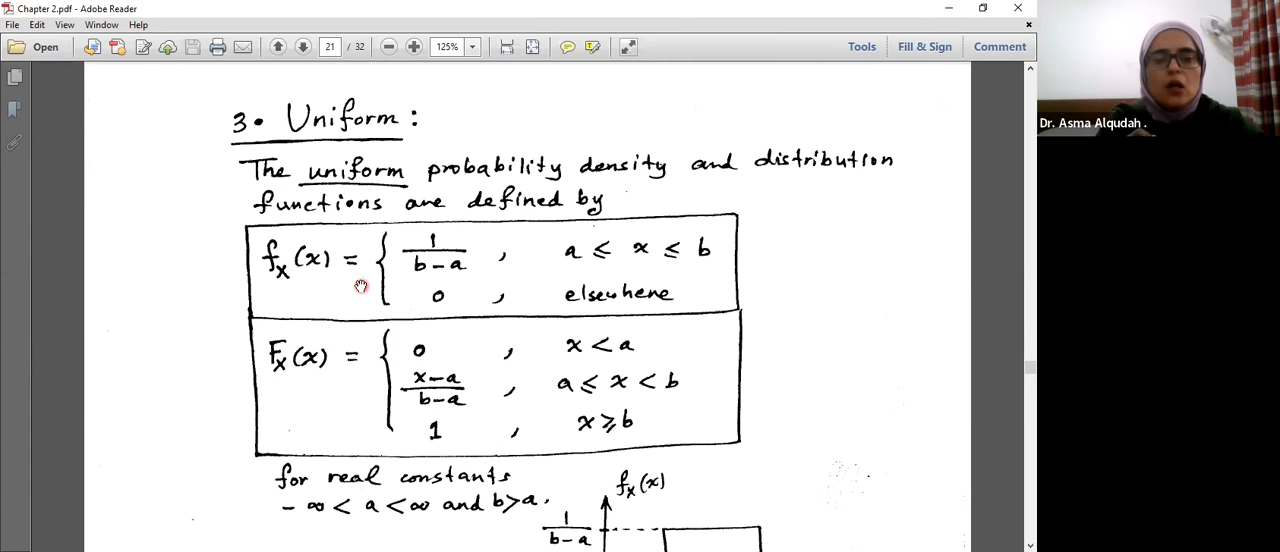 Chapter 2.pdf - Adobe Reader
File Edit View Window Help
Open 21 / 32 125% Tools Fill & Sign Comment
Dr. Asma Alqudah .
3. Uniform :
The uniform probability density and distribution
functions are defined by
fX(x) = { 1/(b-a) , a ≤ x ≤ b
0 , elsewhere
FX(x) = { 0 , x < a
(x-a)/(b-a) , a ≤ x < b
1 , x ≥ b
for real constants
-∞ < a < ∞ and b > a.
fX(x)
1/(b-a)